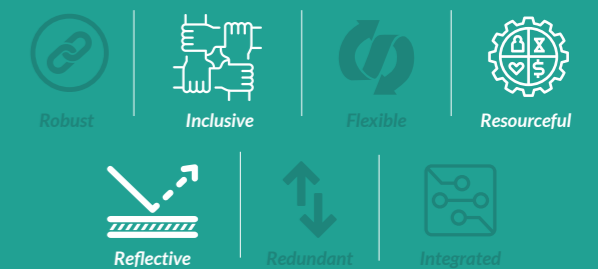 Robust
Inclusive
Flexible
Resourceful
$
Reflective
Redundant
Integrated